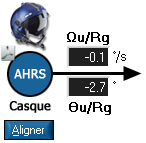 Ωu/Rg
-0.1 °/s
AHRS
-2.7 °
Casque
Θu/Rg
Aligner